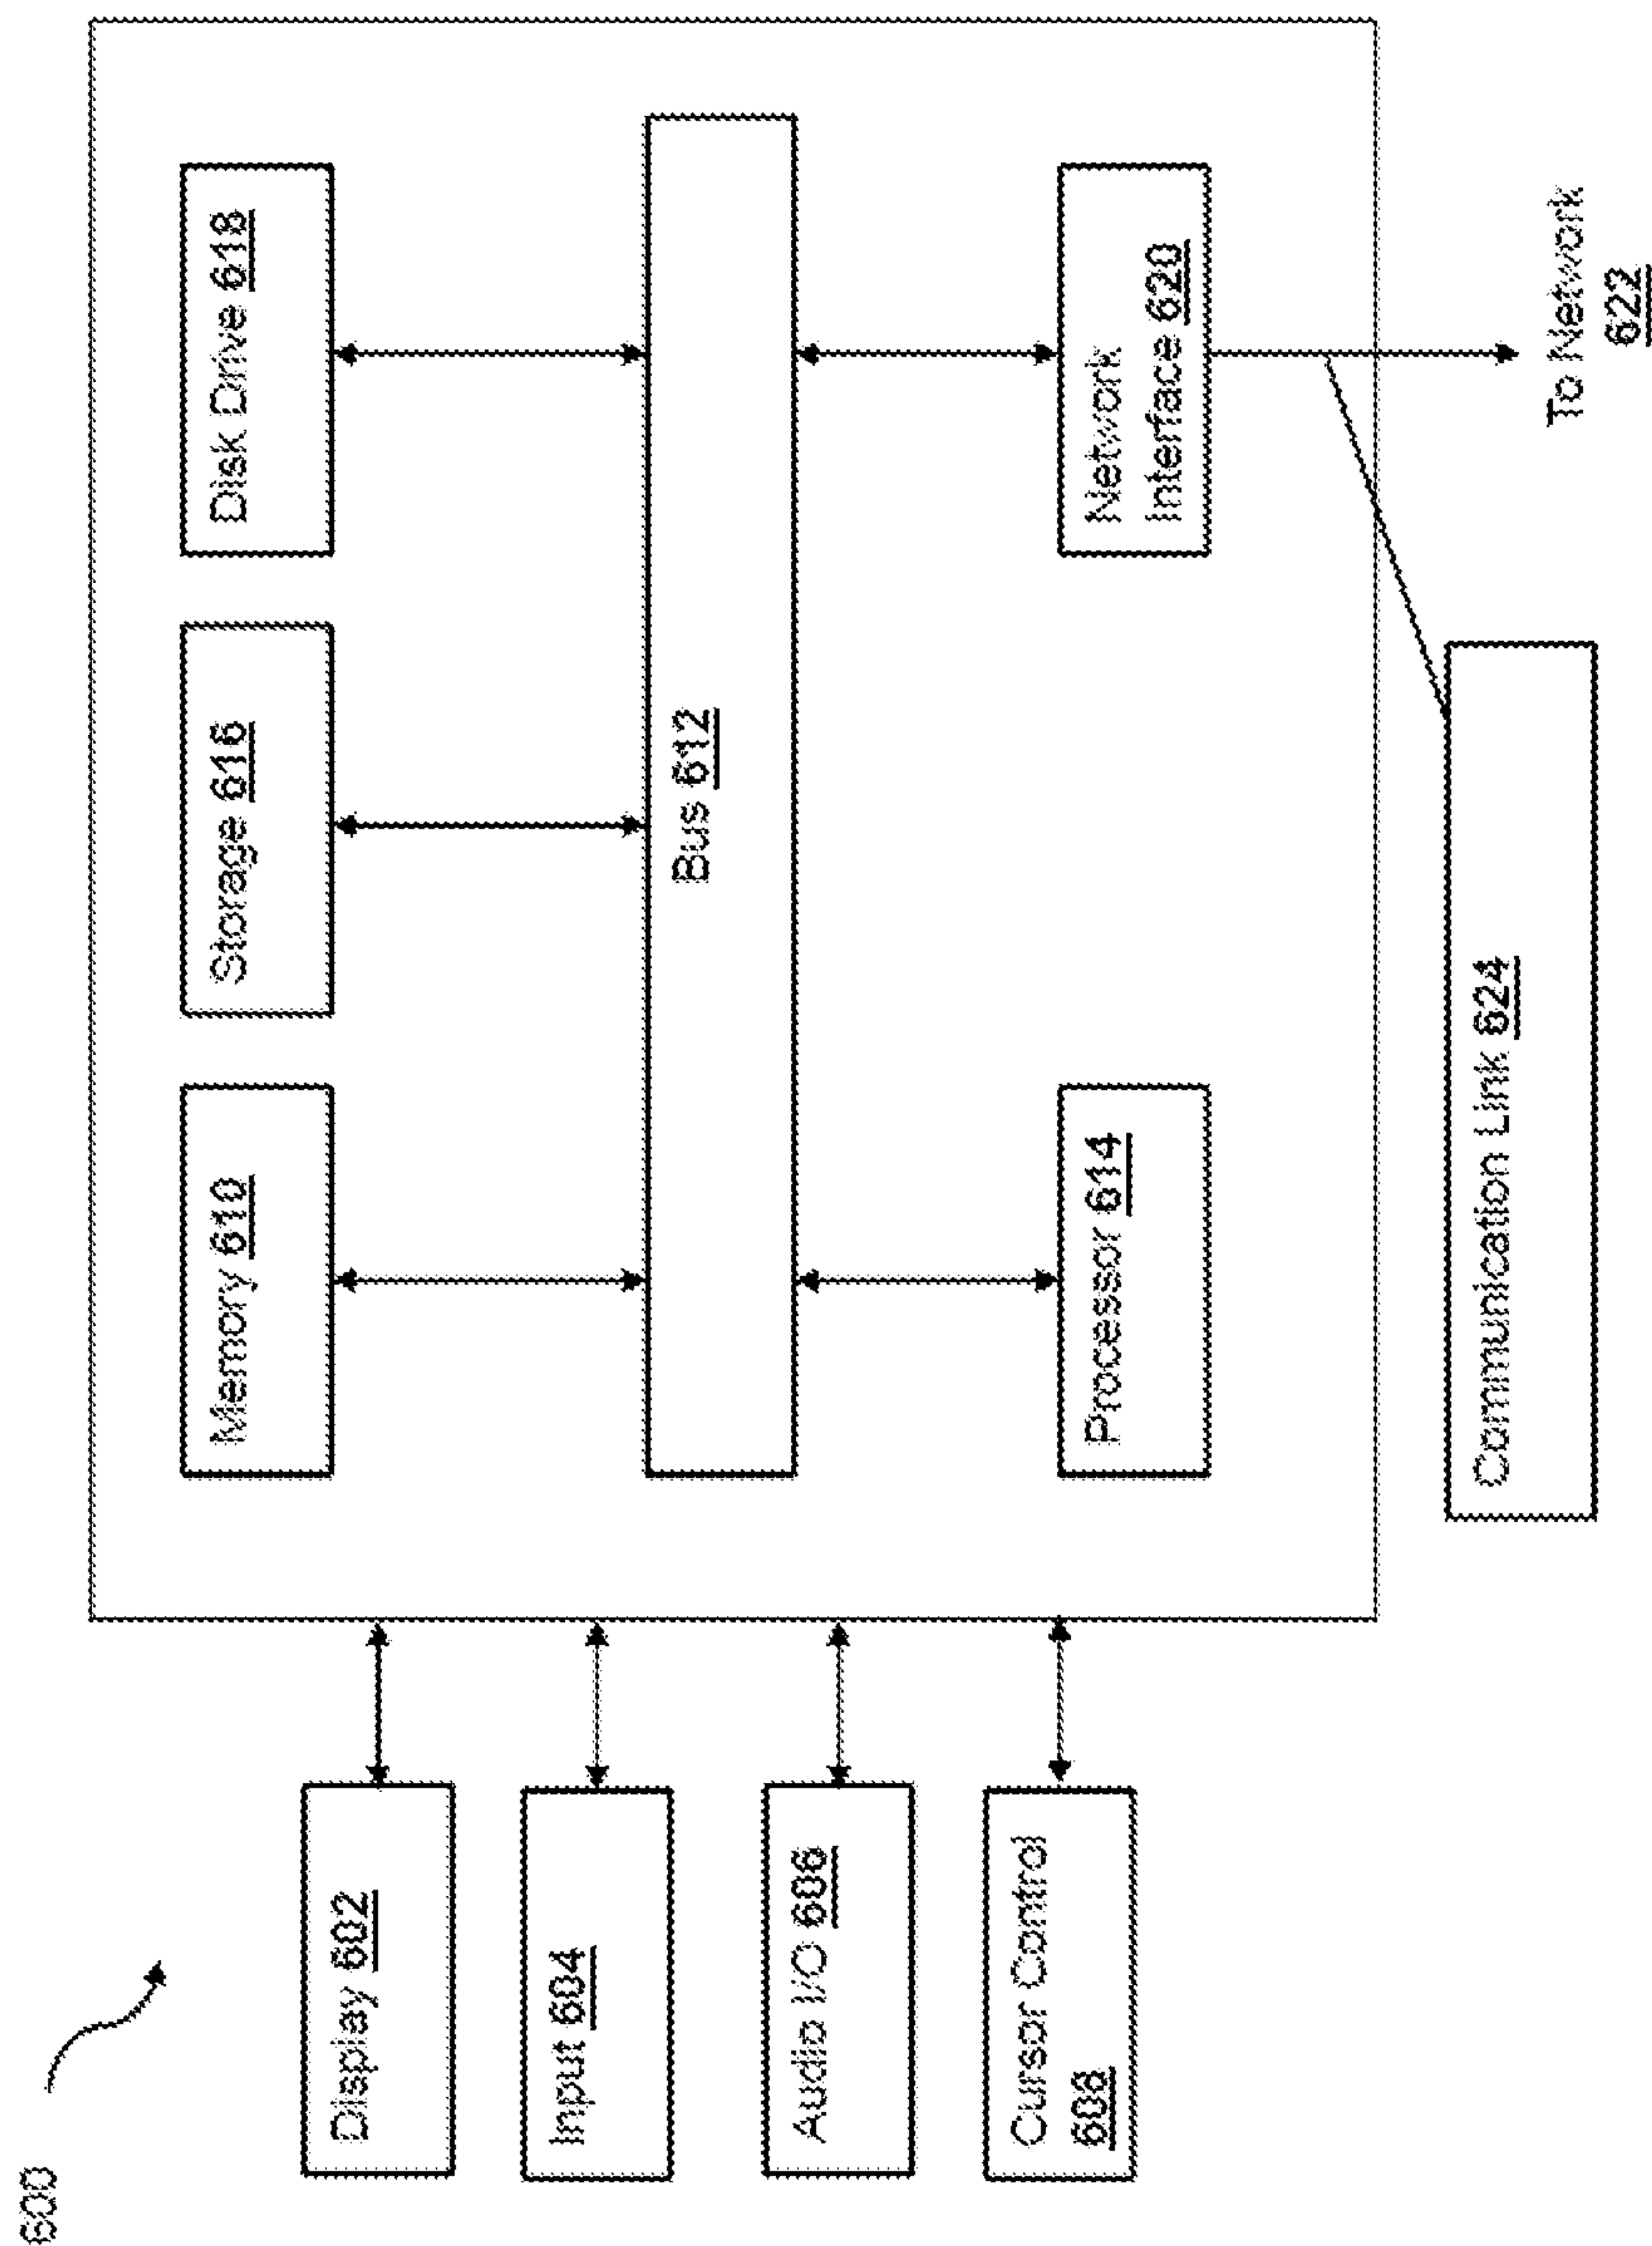 600
Display 602
Input 604
Audio I/O 606
Cursor Control
608
Memory 610
Storage 616
Disk Drive 618
Bus 612
Processor 614
Network
Interface 620
Communication Link 624
To Network
622